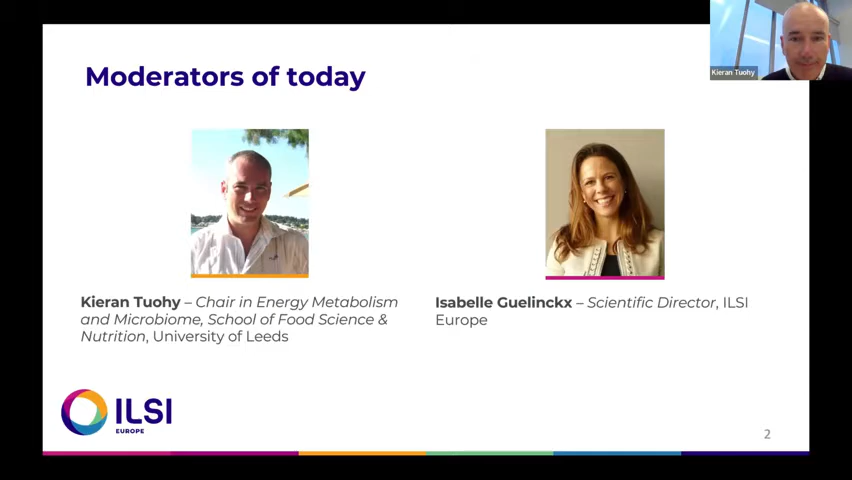 Moderators of today
Kieran Tuohy
Kieran Tuohy – Chair in Energy Metabolism
and Microbiome, School of Food Science &
Nutrition, University of Leeds
Isabelle Guelinckx – Scientific Director, ILSI
Europe
ILSI
EUROPE
2